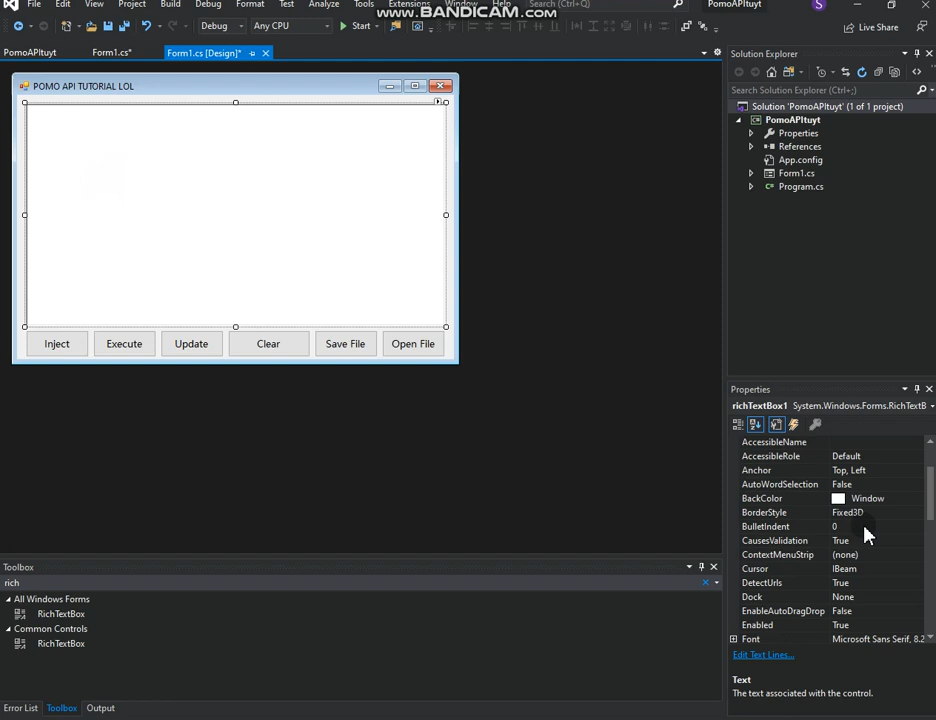 File Edit View Project Build Debug Format Test Analyze Tools Extensions Window Help Search (Ctrl+;) PomoAPItuyt S
www.BANDICAM.com
Debug Any CPU Start Live Share
PomoAPItuyt Form1.cs* Form1.cs [Design]*
POMO API TUTORIAL LOL
Inject Execute Update Clear Save File Open File
Solution Explorer
Search Solution Explorer (Ctrl+;)
Solution 'PomoAPItuyt' (1 of 1 project)
PomoAPItuyt
Properties
References
App.config
Form1.cs
Program.cs
Properties
richTextBox1 System.Windows.Forms.RichTextB
AccessibleName
AccessibleRole Default
Anchor Top, Left
AutoWordSelection False
BackColor Window
BorderStyle Fixed3D
BulletIndent 0
CausesValidation True
ContextMenuStrip (none)
Cursor IBeam
DetectUrls True
Dock None
EnableAutoDragDrop False
Enabled True
Font Microsoft Sans Serif, 8.2
Edit Text Lines...
Text
The text associated with the control.
Toolbox
rich
All Windows Forms
RichTextBox
Common Controls
RichTextBox
Error List Toolbox Output